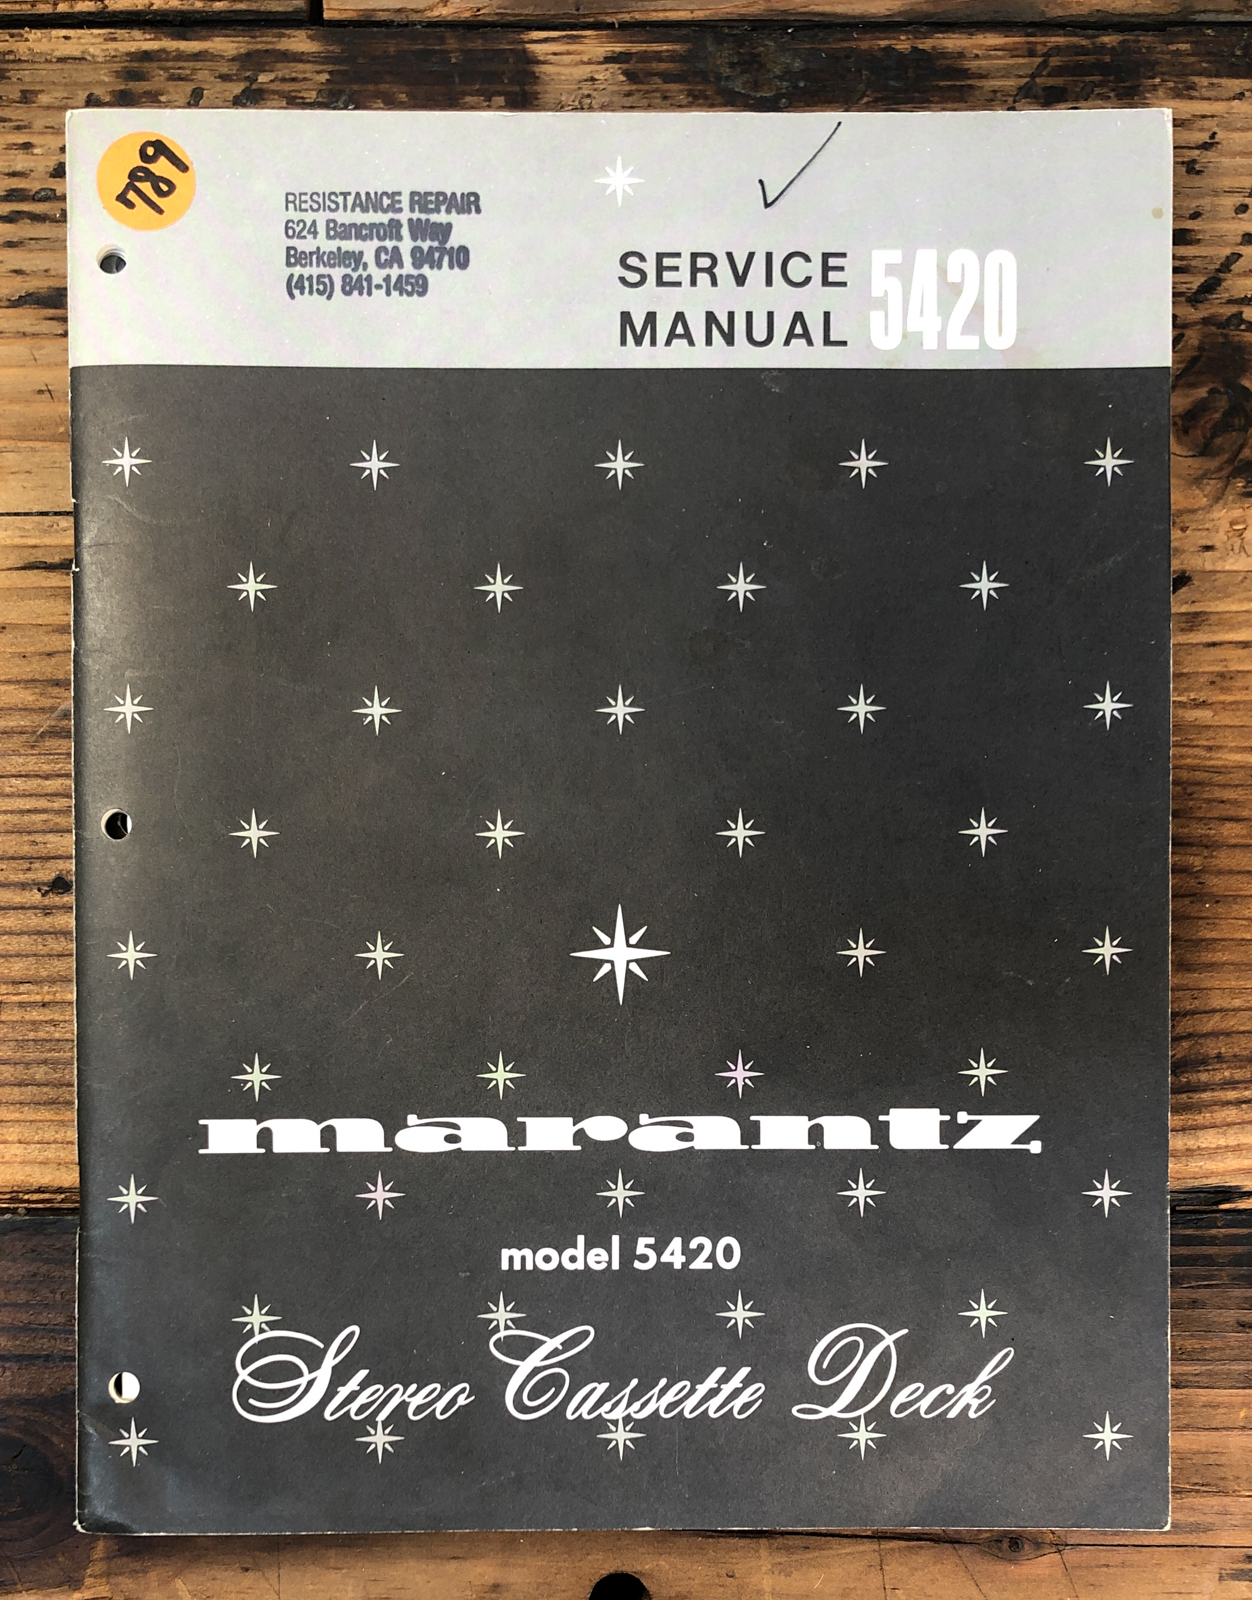 789
RESISTANCE REPAIR
624 Bancroft Way
Berkeley, CA 94710
(415) 841-1459
SERVICE
MANUAL 5420
marantz
model 5420
Stereo Cassette Deck